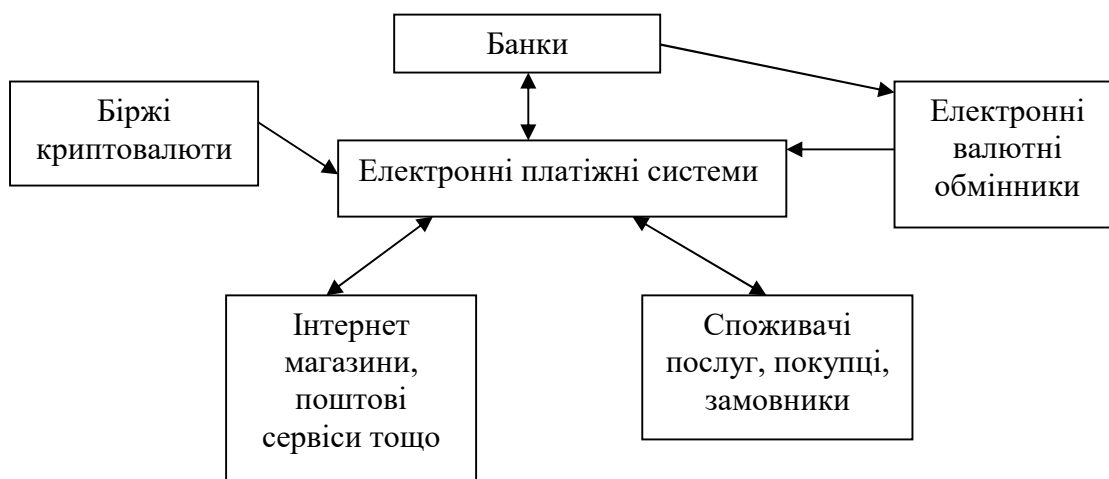 Банки
Біржі
криптовалюти
Електронні
валютні
обмінники
Електронні платіжні системи
Інтернет
магазини,
поштові
сервіси тощо
Споживачі
послуг, покупці,
замовники